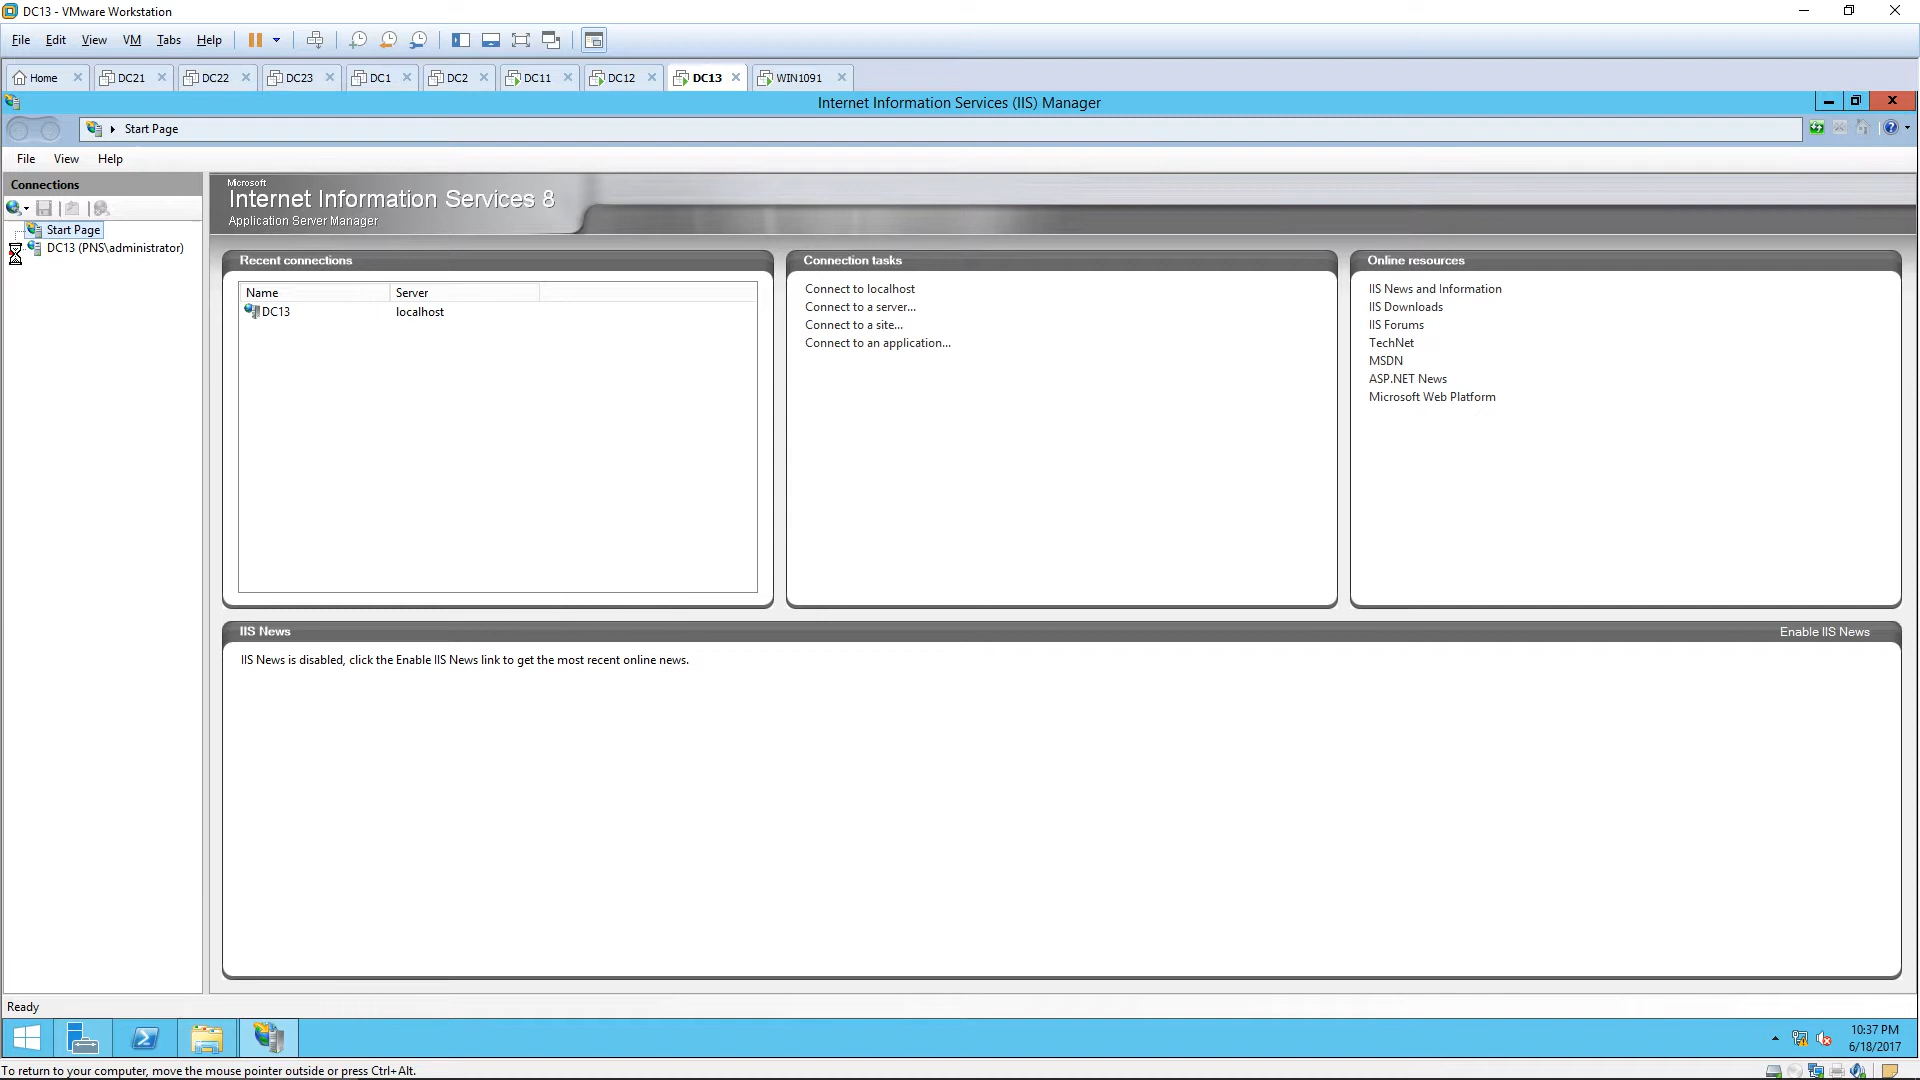 DC13 - VMware Workstation
File Edit View VM Tabs Help
Home DC21 DC22 DC23 DC1 DC2 DC11 DC12 DC13 WIN1091
Internet Information Services (IIS) Manager
Start Page
File View Help
Connections
Start Page
DC13 (PNS\administrator)
Microsoft
Internet Information Services 8
Application Server Manager
Recent connections
Name Server
DC13 localhost
Connection tasks
Connect to localhost
Connect to a server...
Connect to a site...
Connect to an application...
Online resources
IIS News and Information
IIS Downloads
IIS Forums
TechNet
MSDN
ASP.NET News
Microsoft Web Platform
IIS News Enable IIS News
IIS News is disabled, click the Enable IIS News link to get the most recent online news.
Ready
10:37 PM
6/18/2017
To return to your computer, move the mouse pointer outside or press Ctrl+Alt.